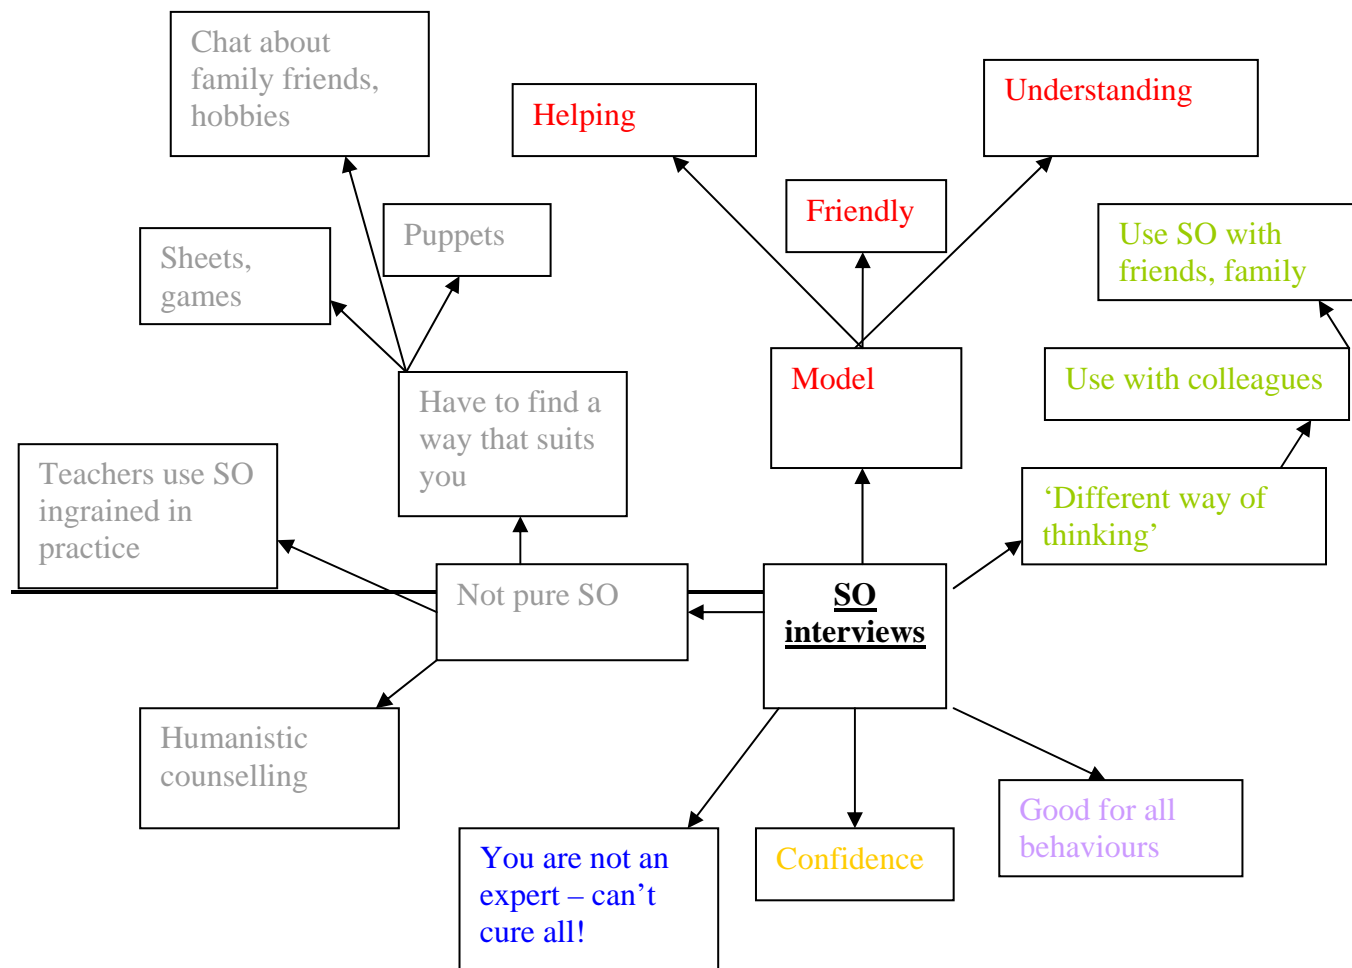 Chat about
family friends,
hobbies
Helping
Understanding
Friendly
Puppets
Use SO with
friends, family
Sheets,
games
Model
Use with colleagues
Have to find a
way that suits
you
Teachers use SO
ingrained in
practice
‘Different way of
thinking’
Not pure SO
SO
interviews
Humanistic
counselling
Good for all
behaviours
You are not an
expert – can’t
cure all!
Confidence